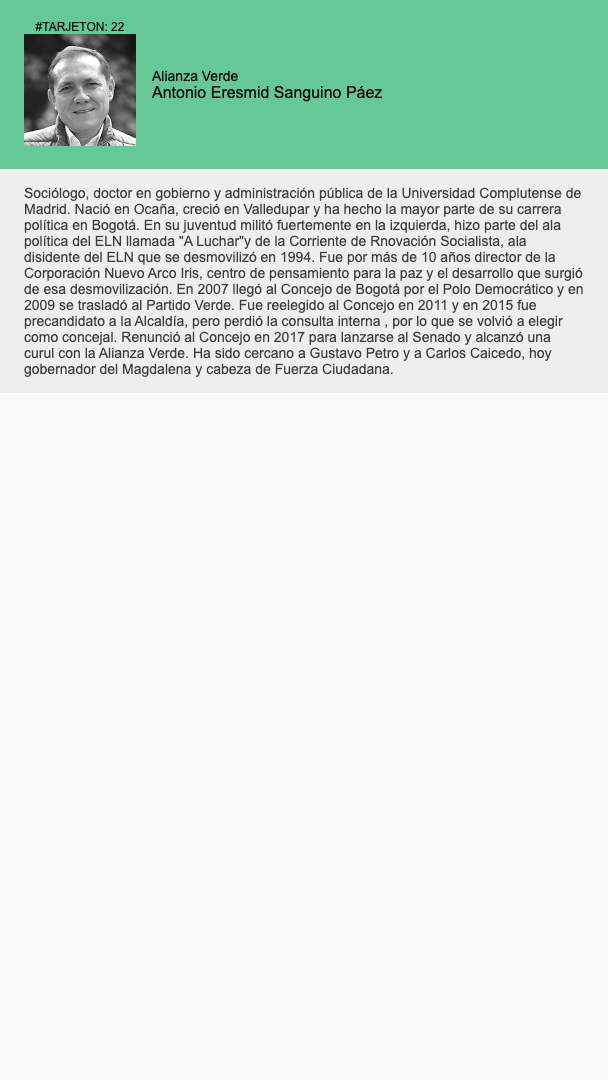 #TARJETON: 22
Alianza Verde
Antonio Eresmid Sanguino Páez
Sociólogo, doctor en gobierno y administración pública de la Universidad Complutense de
Madrid. Nació en Ocaña, creció en Valledupar y ha hecho la mayor parte de su carrera
política en Bogotá. En su juventud militó fuertemente en la izquierda, hizo parte del ala
política del ELN llamada "A Luchar"y de la Corriente de Rnovación Socialista, ala
disidente del ELN que se desmovilizó en 1994. Fue por más de 10 años director de la
Corporación Nuevo Arco Iris, centro de pensamiento para la paz y el desarrollo que surgió
de esa desmovilización. En 2007 llegó al Concejo de Bogotá por el Polo Democrático y en
2009 se trasladó al Partido Verde. Fue reelegido al Concejo en 2011 y en 2015 fue
precandidato a la Alcaldía, pero perdió la consulta interna , por lo que se volvió a elegir
como concejal. Renunció al Concejo en 2017 para lanzarse al Senado y alcanzó una
curul con la Alianza Verde. Ha sido cercano a Gustavo Petro y a Carlos Caicedo, hoy
gobernador del Magdalena y cabeza de Fuerza Ciudadana.